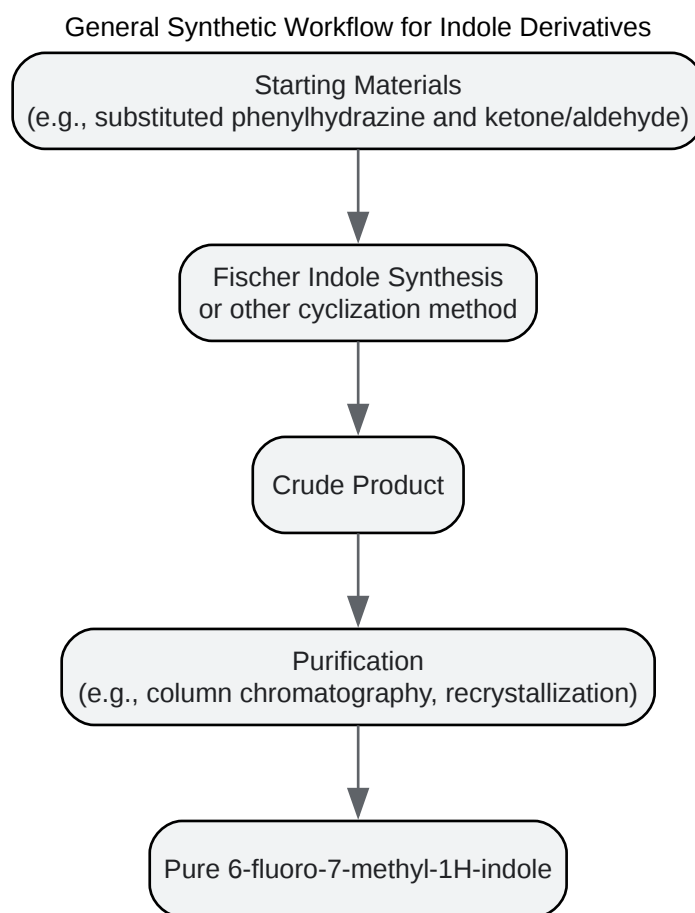 General Synthetic Workflow for Indole Derivatives
Starting Materials
(e.g., substituted phenylhydrazine and ketone/aldehyde)
Fischer Indole Synthesis
or other cyclization method
Crude Product
Purification
(e.g., column chromatography, recrystallization)
Pure 6-fluoro-7-methyl-1H-indole